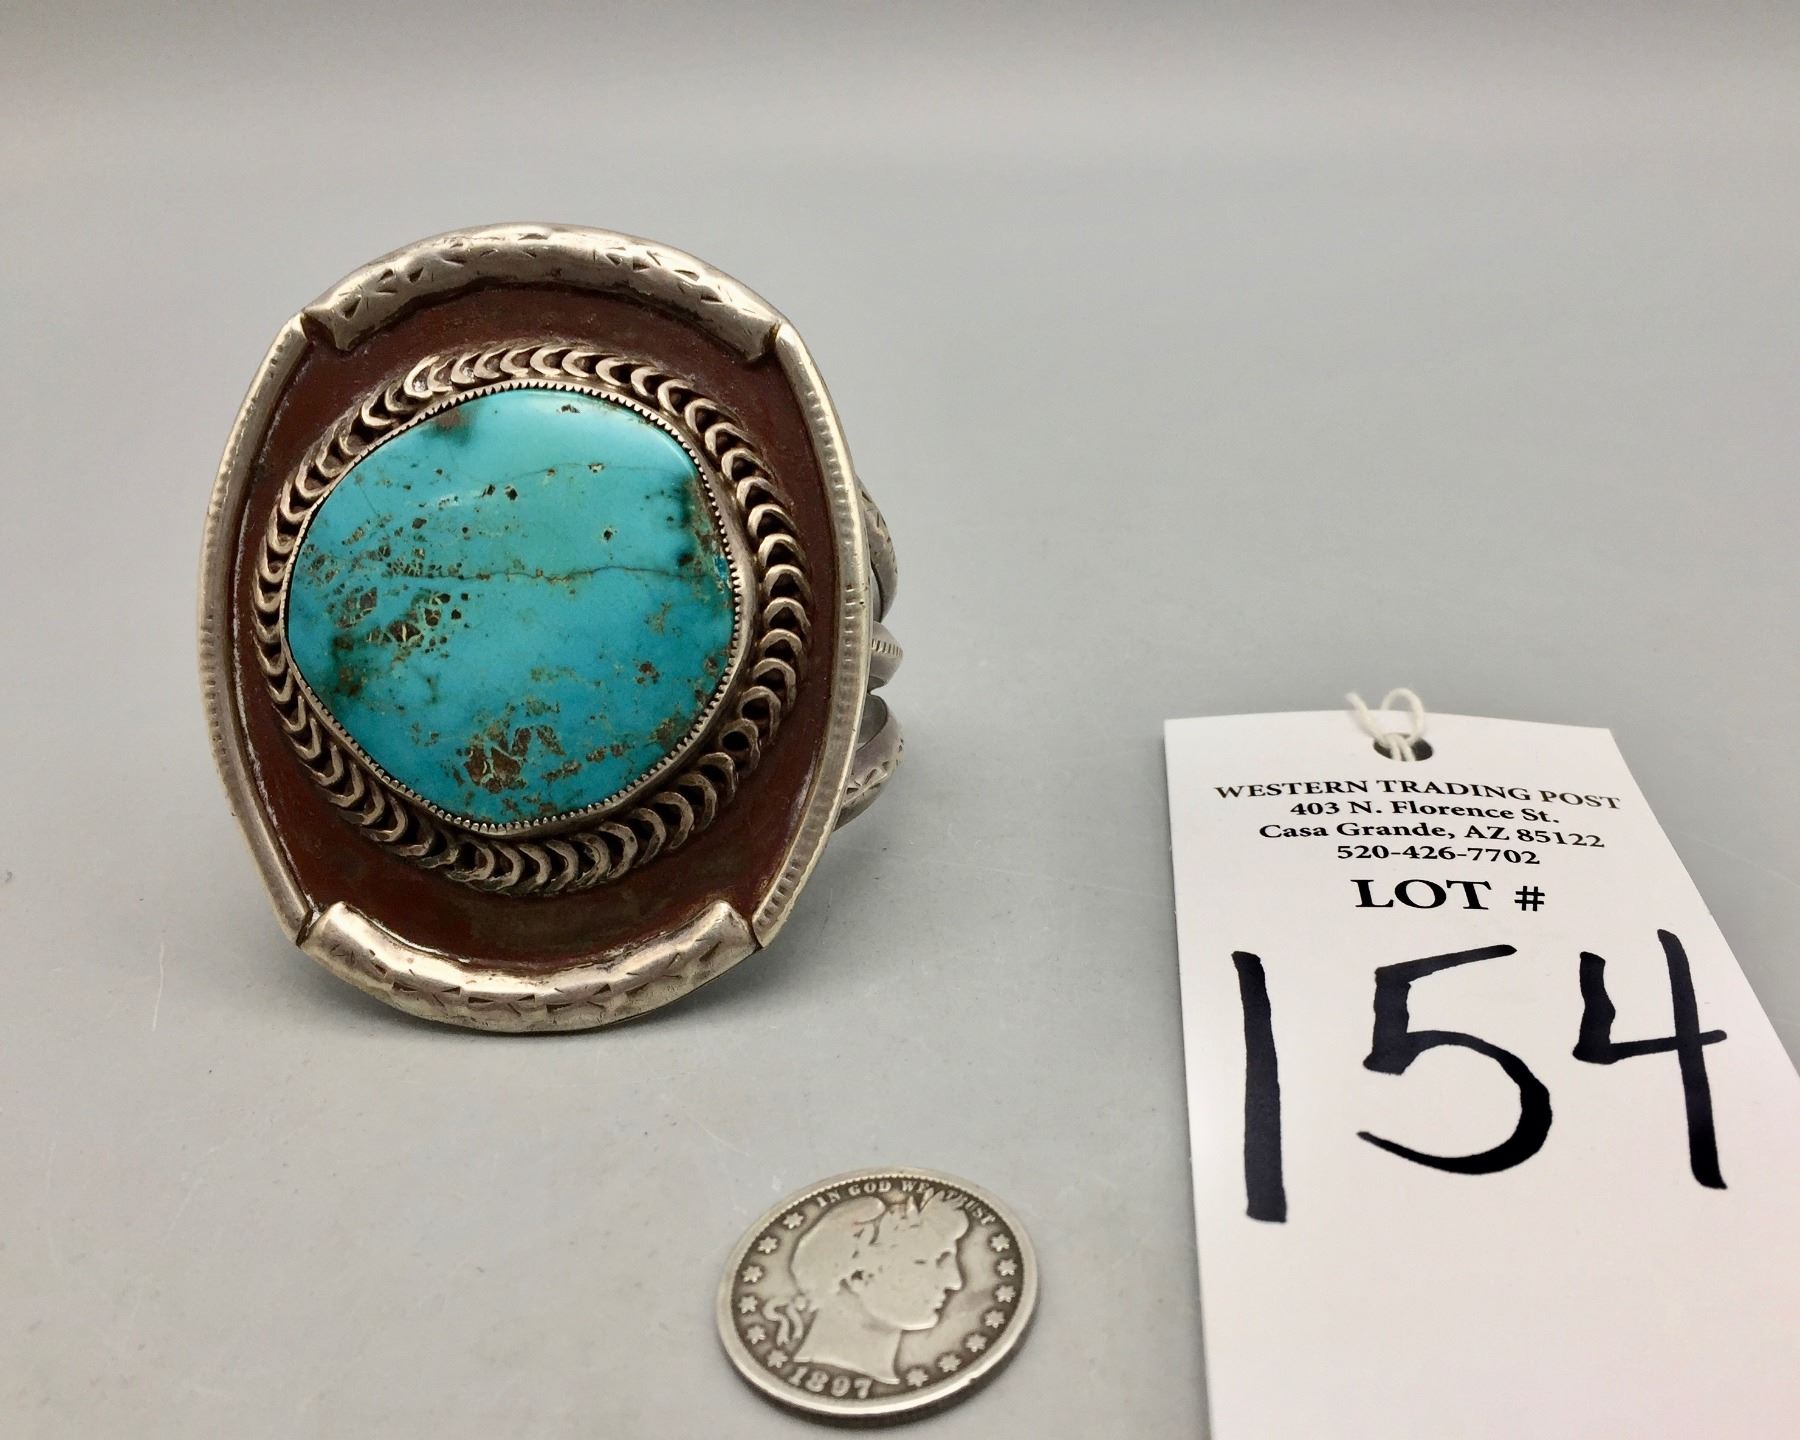 WESTERN TRADING POST
403 N. Florence St.
Casa Grande, AZ 85122
520-426-7702
LOT #
154
IN GOD WE TRUST
1897